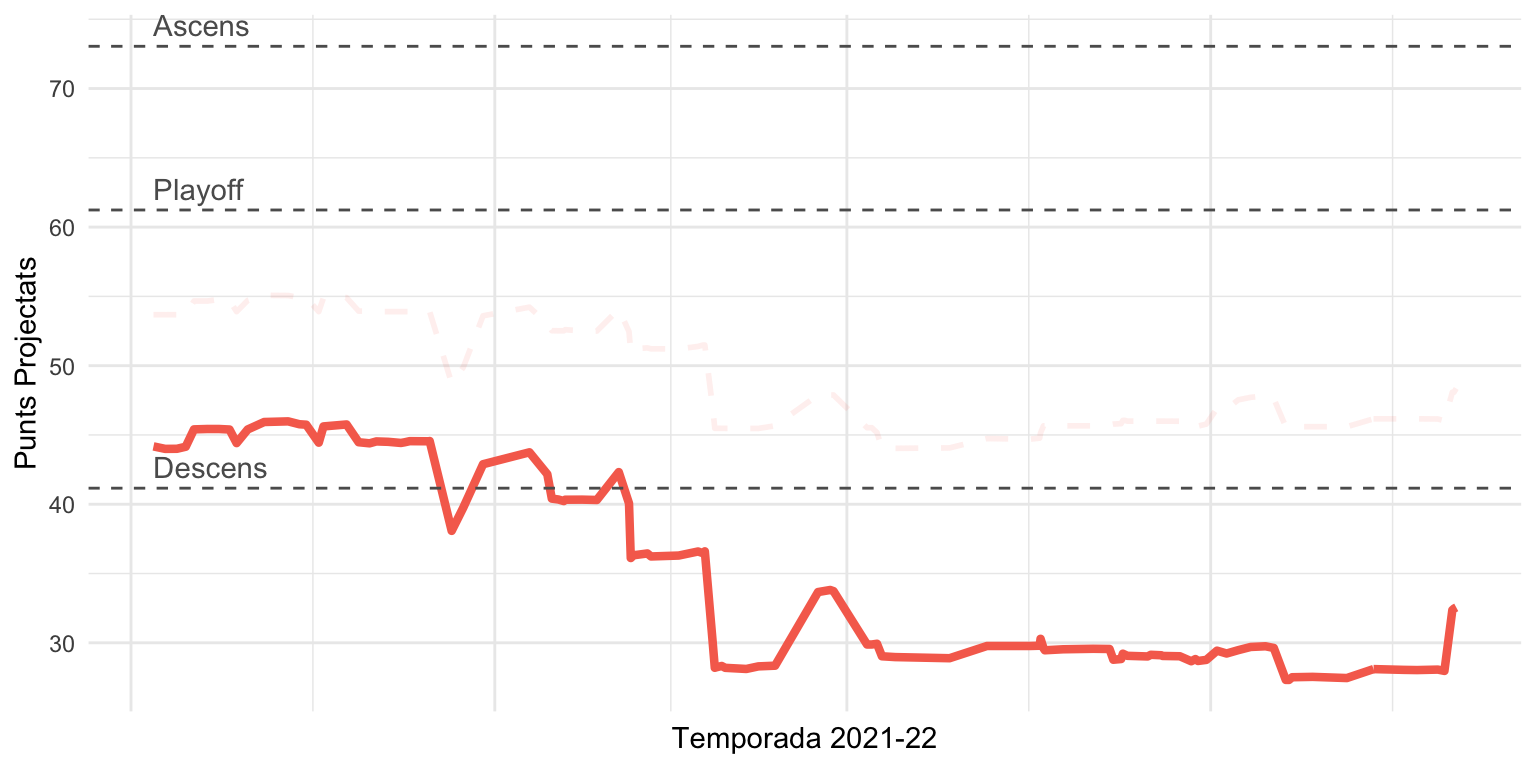 Ascens
70
Playoff
60
Punts Projectats
50
Descens
40
30
Temporada 2021-22